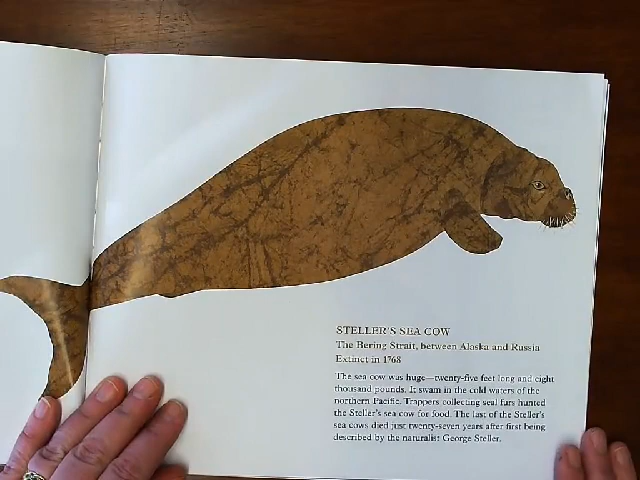 STELLER'S SEA COW
The Bering Strait, between Alaska and Russia
Extinct in 1768
The sea cow was huge—twenty-five feet long and eight
thousand pounds. It swam in the cold waters of the
northern Pacific. Trappers collecting seal furs hunted
the Steller's sea cow for food. The last of the Steller's
sea cows died just twenty-seven years after first being
described by the naturalist George Steller.